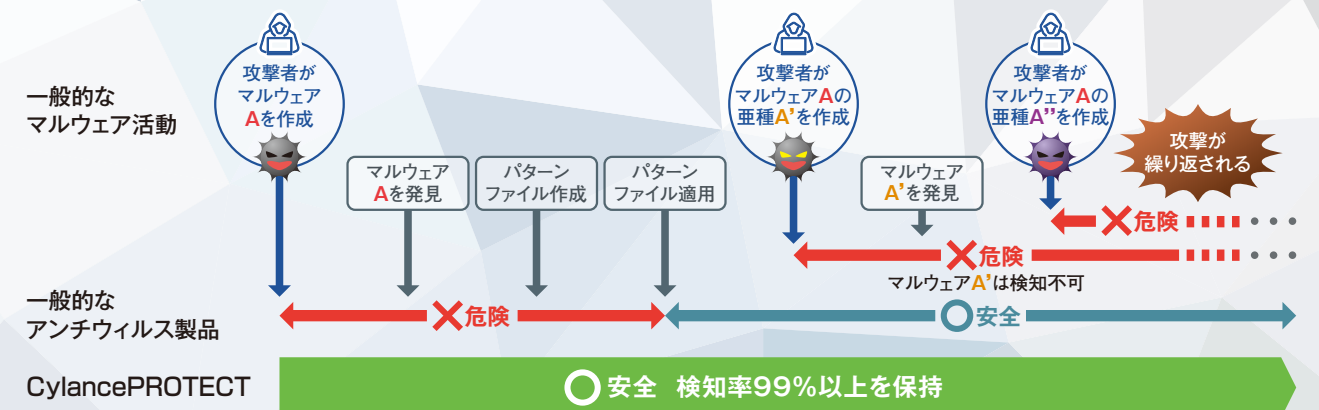 一般的な
マルウェア活動
攻撃者が
マルウェア
Aを作成
マルウェア
Aを発見
パターン
ファイル作成
パターン
ファイル適用
攻撃者が
マルウェアAの
亜種A'を作成
マルウェア
A'を発見
攻撃者が
マルウェアAの
亜種A''を作成
攻撃が
繰り返される
危険
危険
マルウェアA'は検知不可
一般的な
アンチウィルス製品
危険
安全
CylancePROTECT
安全 検知率99%以上を保持